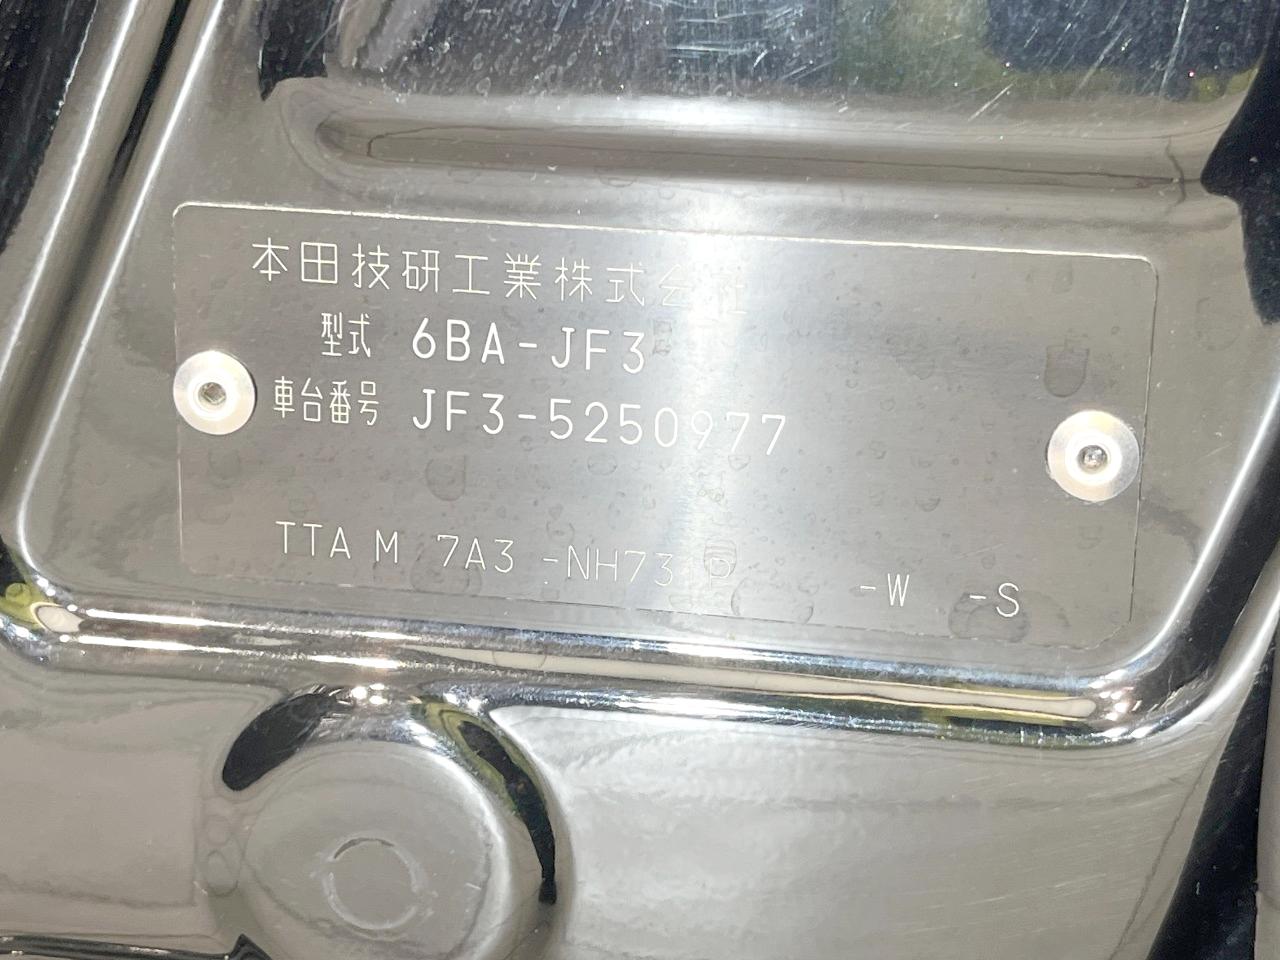 本田技研工業株式会社
型式 6BA-JF3
車台番号 JF3-5250977
TTA M 7A3 -NH73 P -W -S